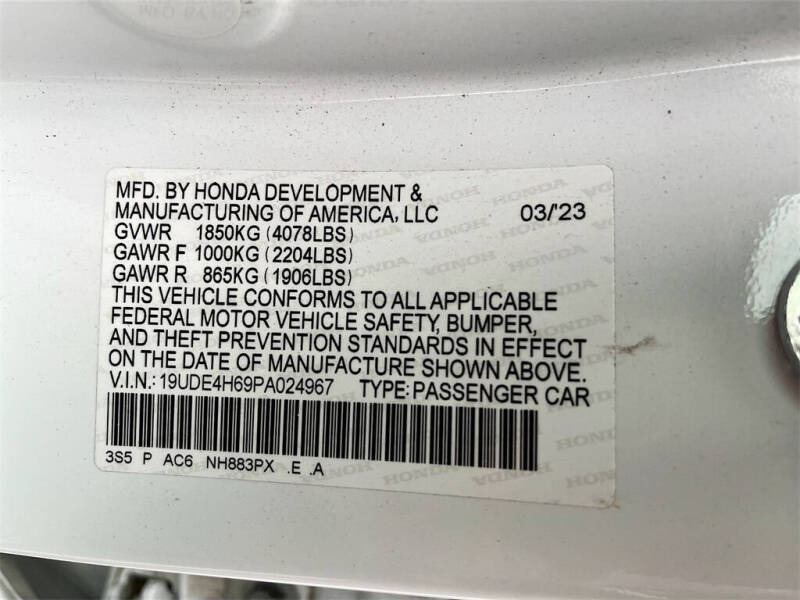 MFD. BY HONDA DEVELOPMENT &
MANUFACTURING OF AMERICA, LLC 03/'23
GVWR 1850KG (4078LBS)
GAWR F 1000KG (2204LBS)
GAWR R 865KG (1906LBS)
THIS VEHICLE CONFORMS TO ALL APPLICABLE
FEDERAL MOTOR VEHICLE SAFETY, BUMPER,
AND THEFT PREVENTION STANDARDS IN EFFECT
ON THE DATE OF MANUFACTURE SHOWN ABOVE.
V.I.N.: 19UDE4H69PA024967 TYPE: PASSENGER CAR
3S5 P AC6 NH883PX .E .A